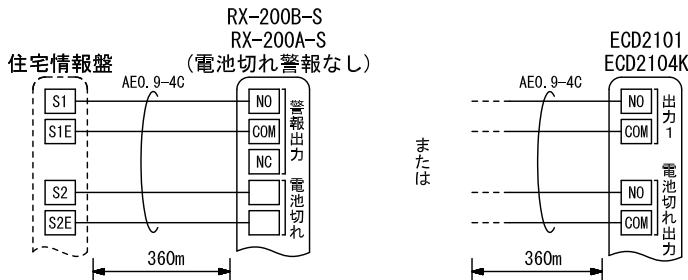 RX-200B-S
RX-200A-S
(電池切れ警報なし)
住宅情報盤
AE0.9-4C
S1
S1E
S2
S2E
NO
COM
NC
警報出力
電池切れ
360m
または
ECD2101
ECD2104K
AE0.9-4C
NO
COM
出力1
NO
COM
電池切れ出力
360m